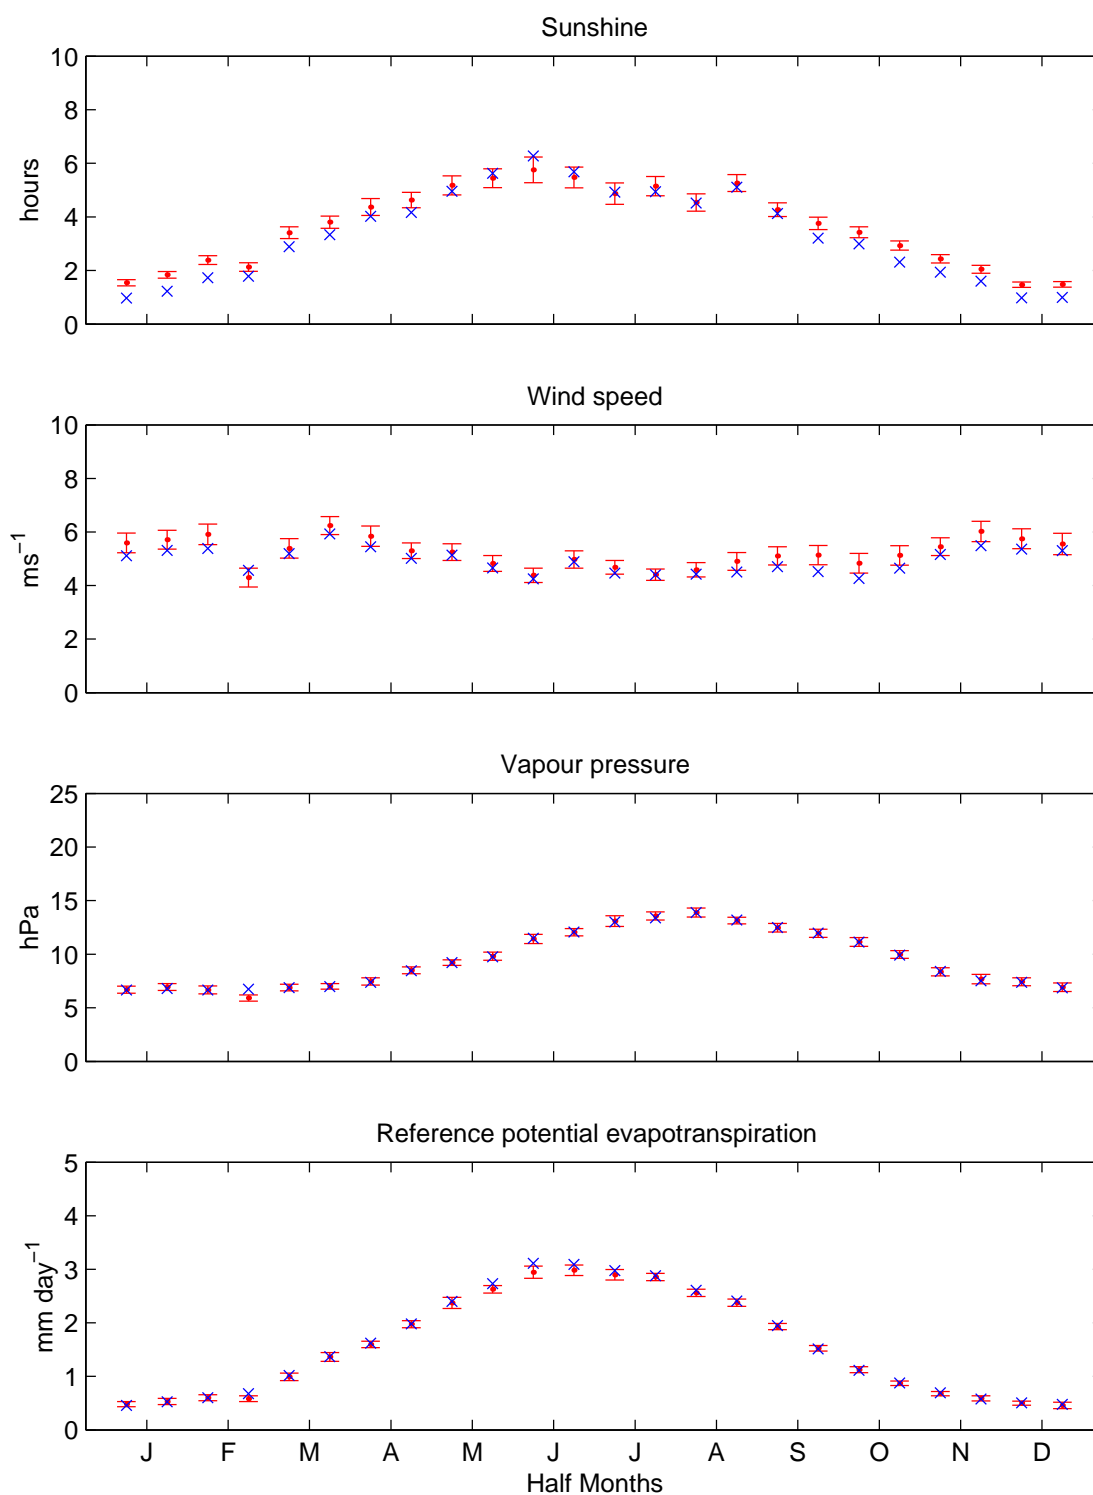 Sunshine
10
8
6
4
2
0
hours
Wind speed
10
8
6
4
2
0
ms⁻¹
Vapour pressure
25
20
15
10
5
0
hPa
Reference potential evapotranspiration
5
4
3
2
1
0
mm day⁻¹
J F M A M J J A S O N D
Half Months